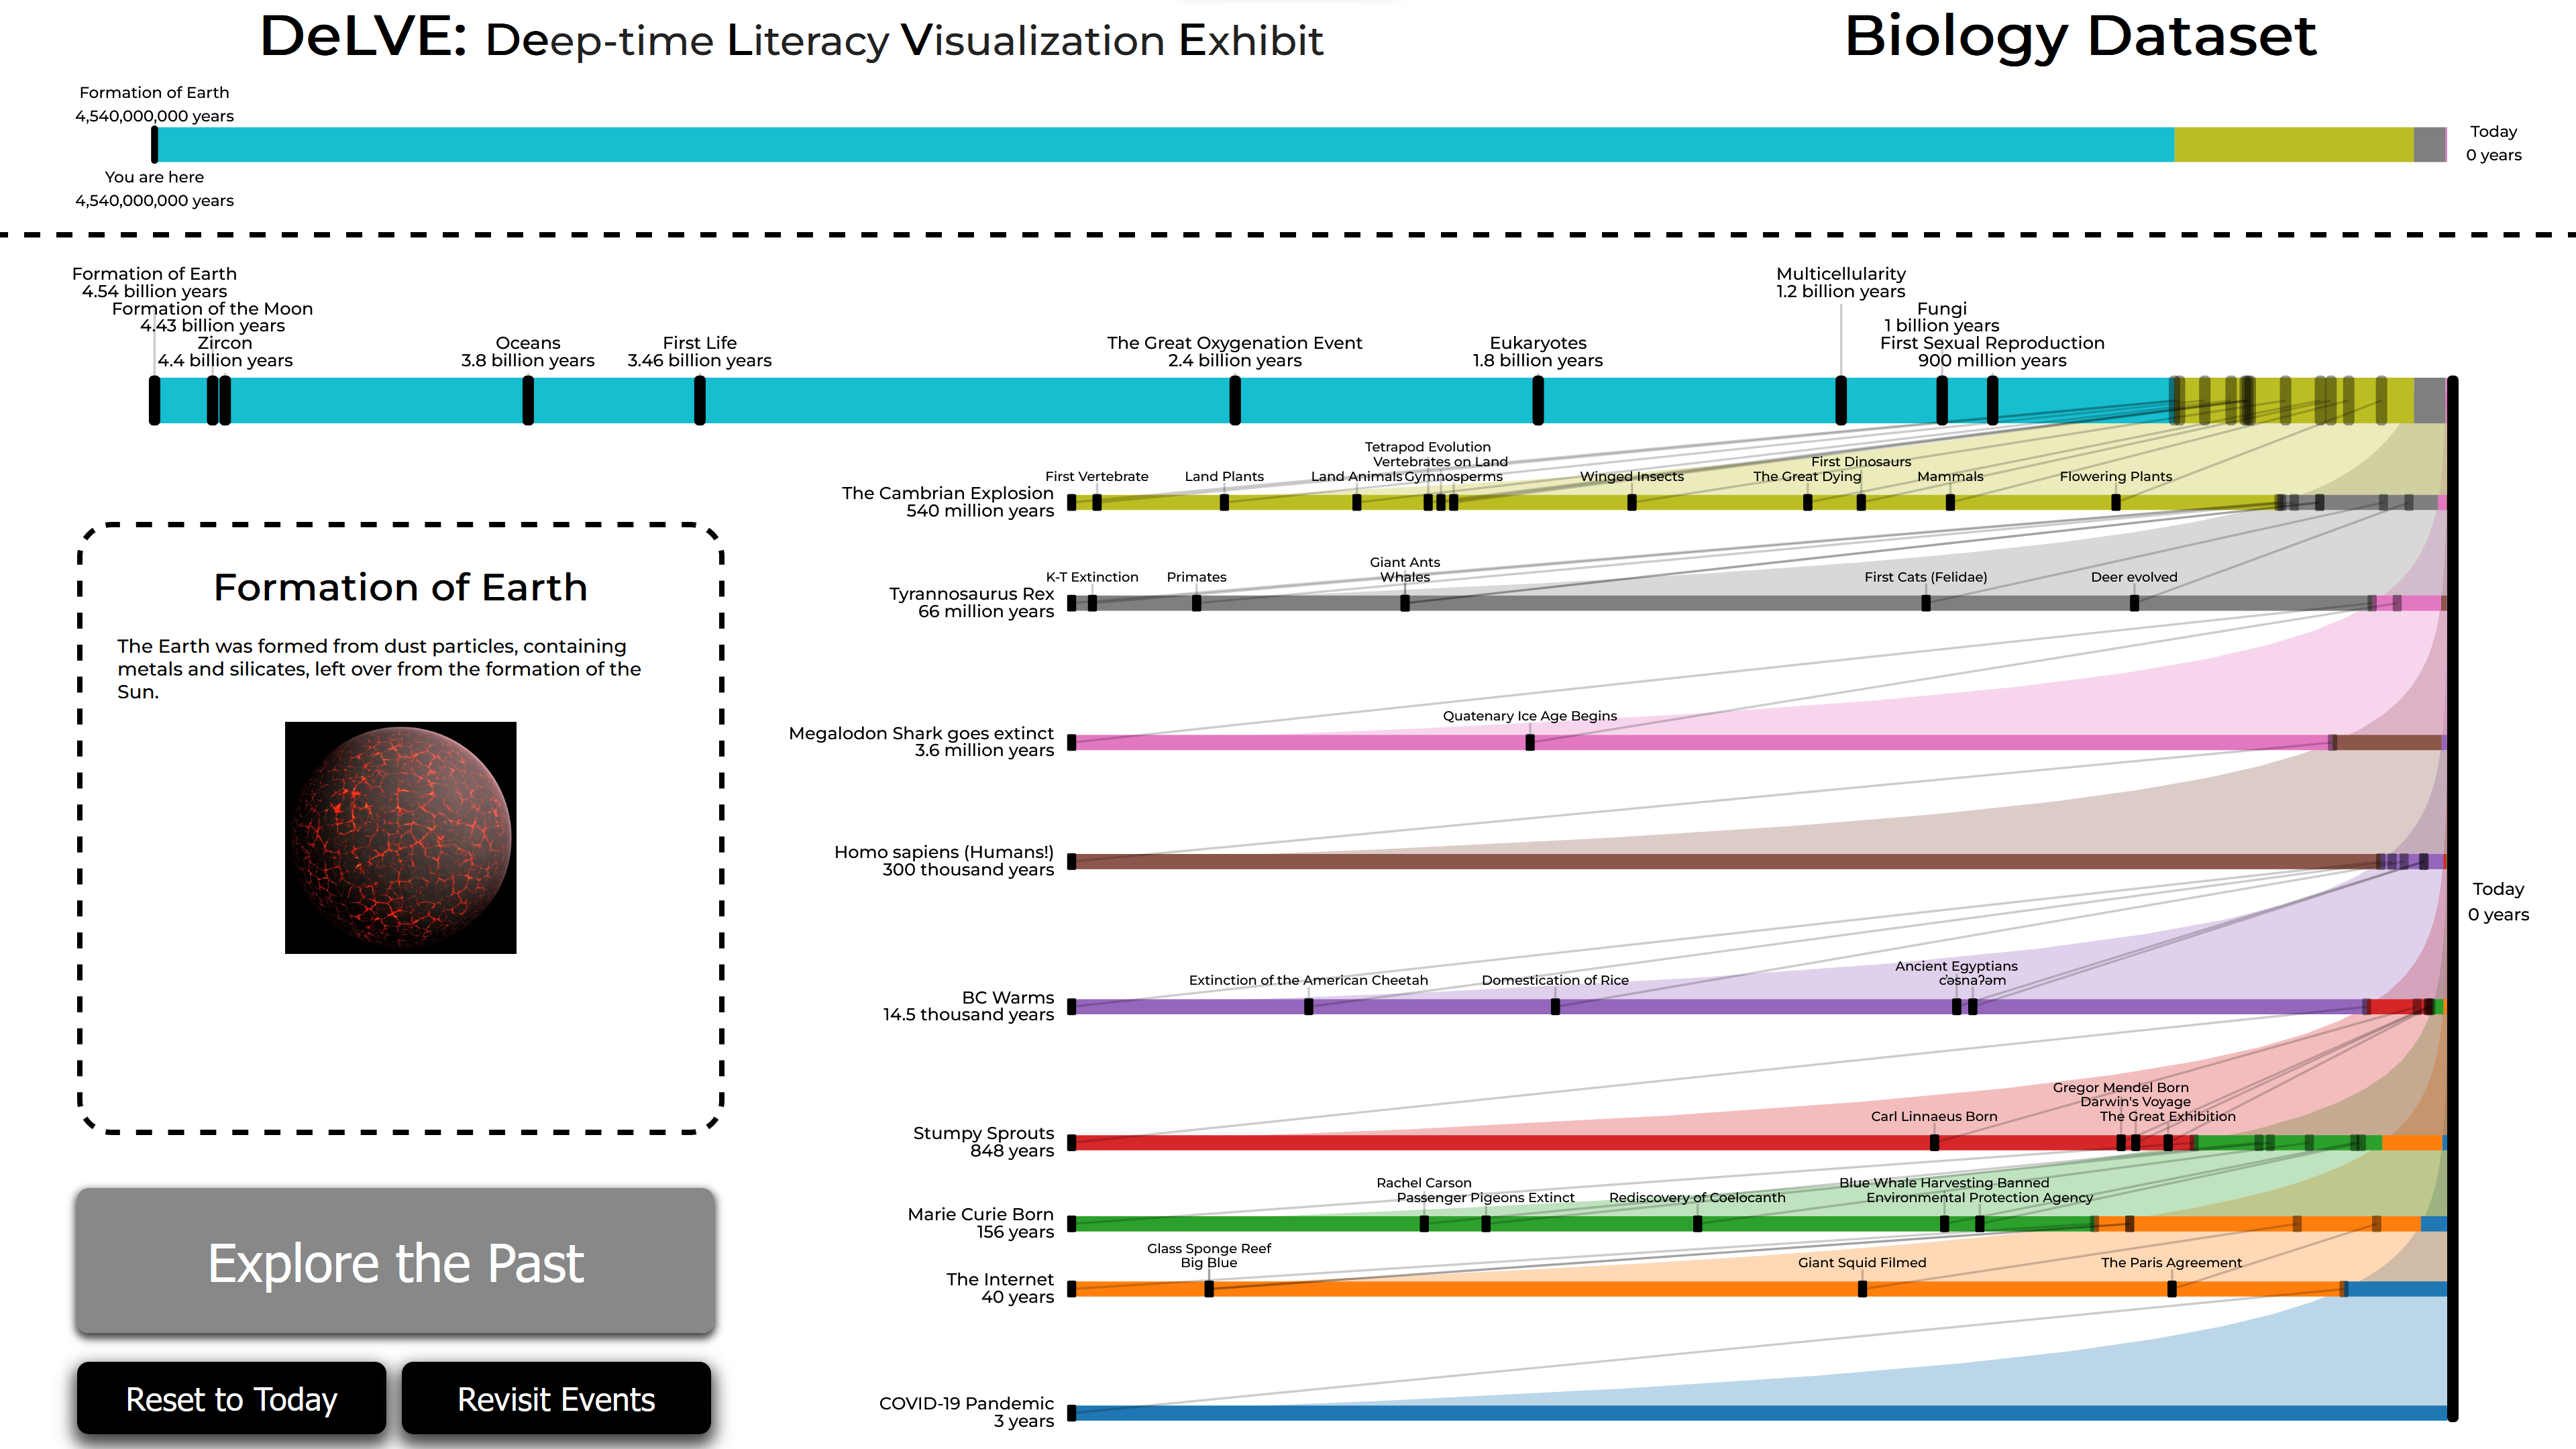 DeLVE: Deep-time Literacy Visualization Exhibit
Biology Dataset
Formation of Earth
4,540,000,000 years
Today
0 years
You are here
4,540,000,000 years
Formation of Earth
4.54 billion years
Formation of the Moon
4.43 billion years
Zircon
4.4 billion years
Oceans
3.8 billion years
First Life
3.46 billion years
The Great Oxygenation Event
2.4 billion years
Eukaryotes
1.8 billion years
Multicellularity
1.2 billion years
Fungi
1 billion years
First Sexual Reproduction
900 million years
The Cambrian Explosion
540 million years
First Vertebrate
Land Plants
Land Animals
Tetrapod Evolution
Vertebrates on Land
Gymnosperms
Winged Insects
The Great Dying
First Dinosaurs
Mammals
Flowering Plants
Tyrannosaurus Rex
66 million years
K-T Extinction
Primates
Giant Ants
Whales
First Cats (Felidae)
Deer evolved
Megalodon Shark goes extinct
3.6 million years
Quatenary Ice Age Begins
Homo sapiens (Humans!)
300 thousand years
Today
0 years
BC Warms
14.5 thousand years
Extinction of the American Cheetah
Domestication of Rice
Ancient Egyptians
c̓əsnaʔəm
Stumpy Sprouts
848 years
Carl Linnaeus Born
Gregor Mendel Born
Darwin's Voyage
The Great Exhibition
Marie Curie Born
156 years
Rachel Carson
Passenger Pigeons Extinct
Rediscovery of Coelocanth
Blue Whale Harvesting Banned
Environmental Protection Agency
The Internet
40 years
Glass Sponge Reef
Big Blue
Giant Squid Filmed
The Paris Agreement
COVID-19 Pandemic
3 years
Formation of Earth
The Earth was formed from dust particles, containing
metals and silicates, left over from the formation of the
Sun.
Explore the Past
Reset to Today
Revisit Events